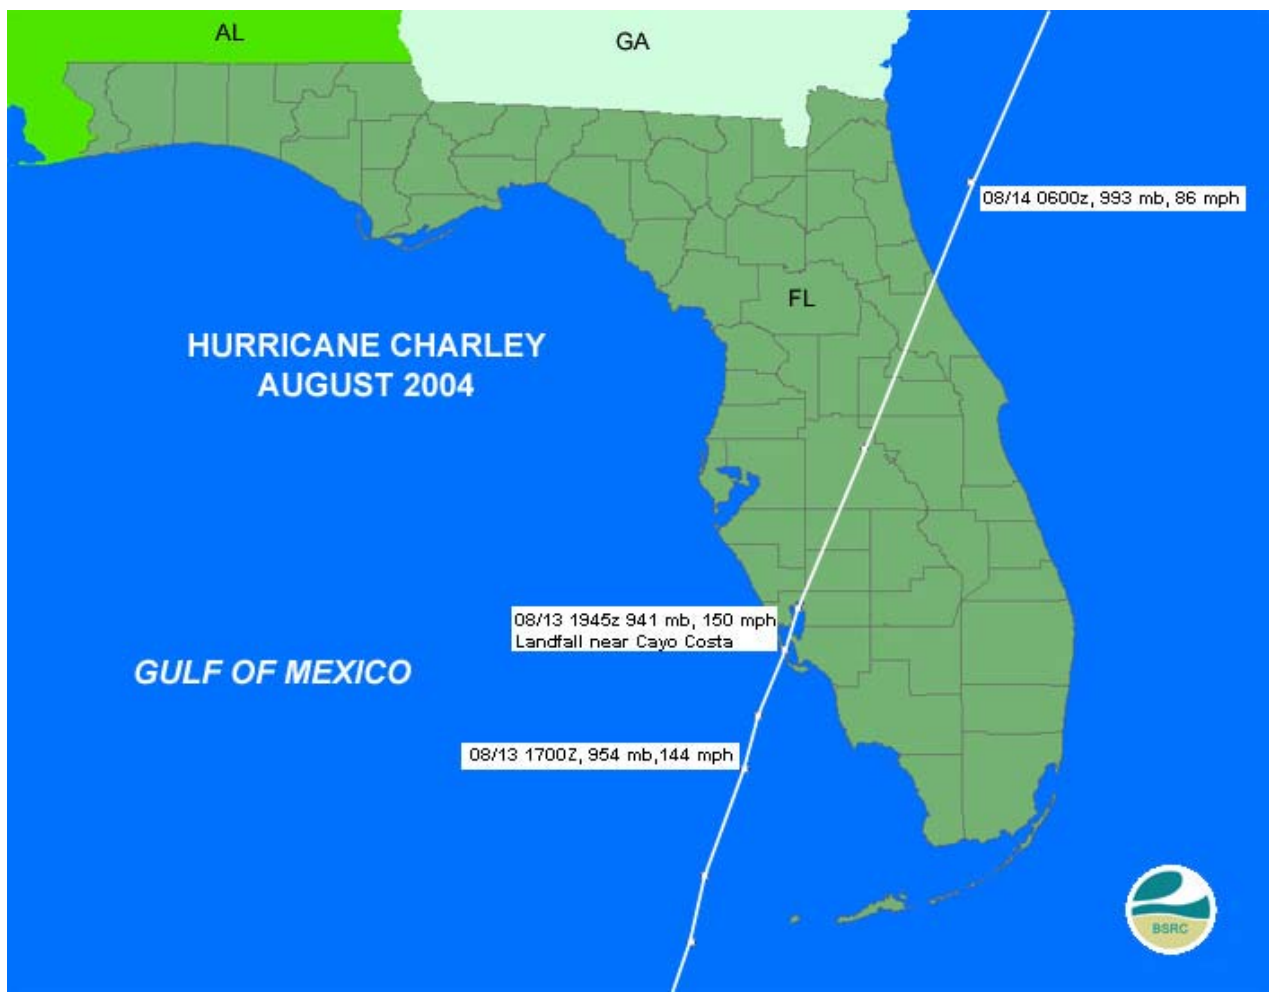 AL
GA
08/14 0600z, 993 mb, 86 mph
FL
HURRICANE CHARLEY
AUGUST 2004
08/13 1945z 941 mb, 150 mph
Landfall near Cayo Costa
GULF OF MEXICO
08/13 1700Z, 954 mb,144 mph
BSRC